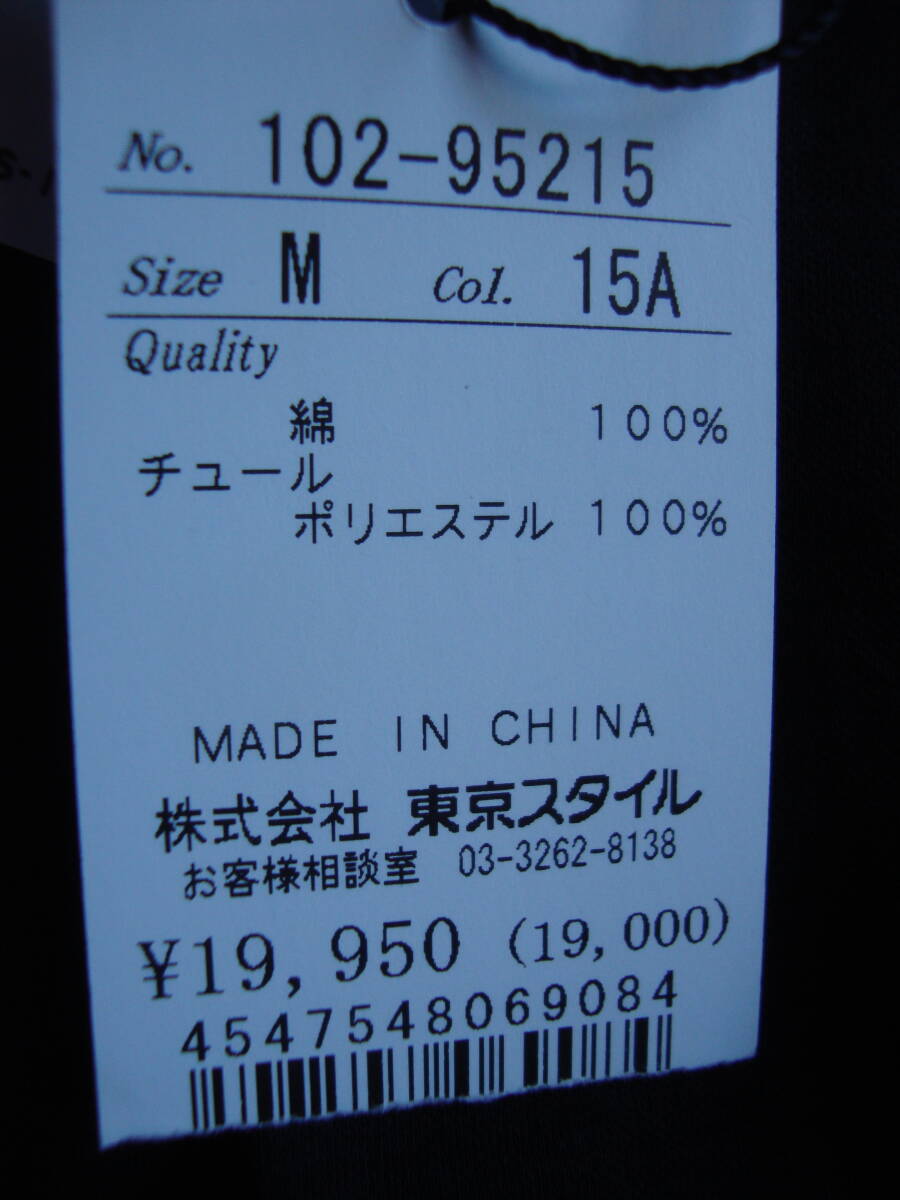 No. 102-95215
Size M Col. 15A
Quality
綿 100%
チュール
ポリエステル 100%
MADE IN CHINA
株式会社 東京スタイル
お客様相談室 03-3262-8138
¥19,950 (19,000)
4547548069084